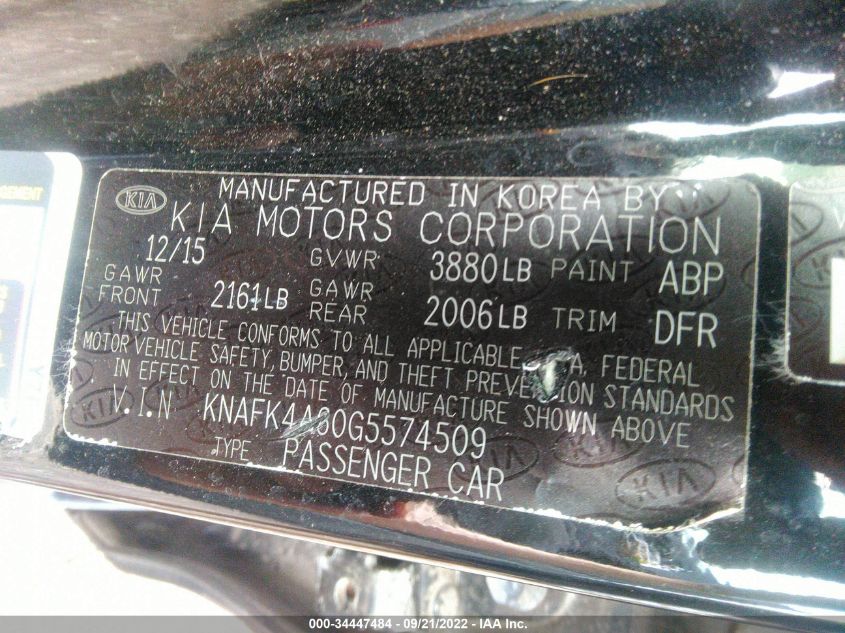 MANUFACTURED IN KOREA BY
KIA KIA MOTORS CORPORATION
12/15 GVWR 3880LB PAINT ABP
GAWR FRONT 2161LB GAWR REAR 2006LB TRIM DFR
THIS VEHICLE CONFORMS TO ALL APPLICABLE FEDERAL
MOTOR VEHICLE SAFETY, BUMPER, AND THEFT PREVENTION STANDARDS
IN EFFECT ON THE DATE OF MANUFACTURE SHOWN ABOVE
V.I.N KNAFK4A60G5574509
TYPE PASSENGER CAR
000-34447484 - 09/21/2022 - IAA Inc.